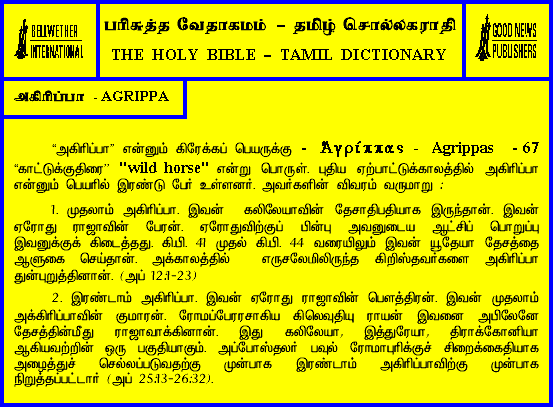 BELLWETHER
INTERNATIONAL
பரிசுத்த வேதாகமம் – தமிழ் சொல்லகராதி
THE HOLY BIBLE – TAMIL DICTIONARY
GOOD NEWS
PUBLISHERS
அகிரிப்பா - AGRIPPA
“அகிரிப்பா” என்னும் கிரேக்கப் பெயருக்கு - Ἀγρίππας - Agrippas - 67
“காட்டுக்குதிரை” "wild horse" என்று பொருள். புதிய ஏற்பாட்டுக்காலத்தில் அகிரிப்பா
என்னும் பெயரில் இரண்டு பேர் உள்ளனர். அவர்களின் விவரம் வருமாறு :
1. முதலாம் அகிரிப்பா. இவன் கலிலேயாவின் தேசாதிபதியாக இருந்தான். இவன்
ஏரோது ராஜாவின் பேரன். ஏரோதுவிற்குப் பின்பு அவனுடைய ஆட்சிப் பொறுப்பு
இவனுக்குக் கிடைத்தது. கி.பி. 41 முதல் கி.பி. 44 வரையிலும் இவன் யூதேயா தேசத்தை
ஆளுகை செய்தான். அக்காலத்தில் எருசலேமிலிருந்த கிறிஸ்தவர்களை அகிரிப்பா
துன்புறுத்தினான். (அப் 12:1-23)
2. இரண்டாம் அகிரிப்பா. இவன் ஏரோது ராஜாவின் பௌத்திரன். இவன் முதலாம்
அக்கிரிப்பாவின் குமாரன். ரோமப்பேரரசாகிய கிலெவுதியு ராயன் இவனை அபிலேனே
தேசத்தின்மீது ராஜாவாக்கினான். இது கலிலேயா, இத்துரேயா, திராக்கோனியா
ஆகியவற்றின் ஒரு பகுதியாகும். அப்போஸ்தலர் பவுல் ரோமாபுரிக்குச் சிறைக்கைதியாக
அழைத்துச் செல்லப்படுவதற்கு முன்பாக இரண்டாம் அகிரிப்பாவிற்கு முன்பாக
நிறுத்தப்பட்டார் (அப் 25:13-26:32).